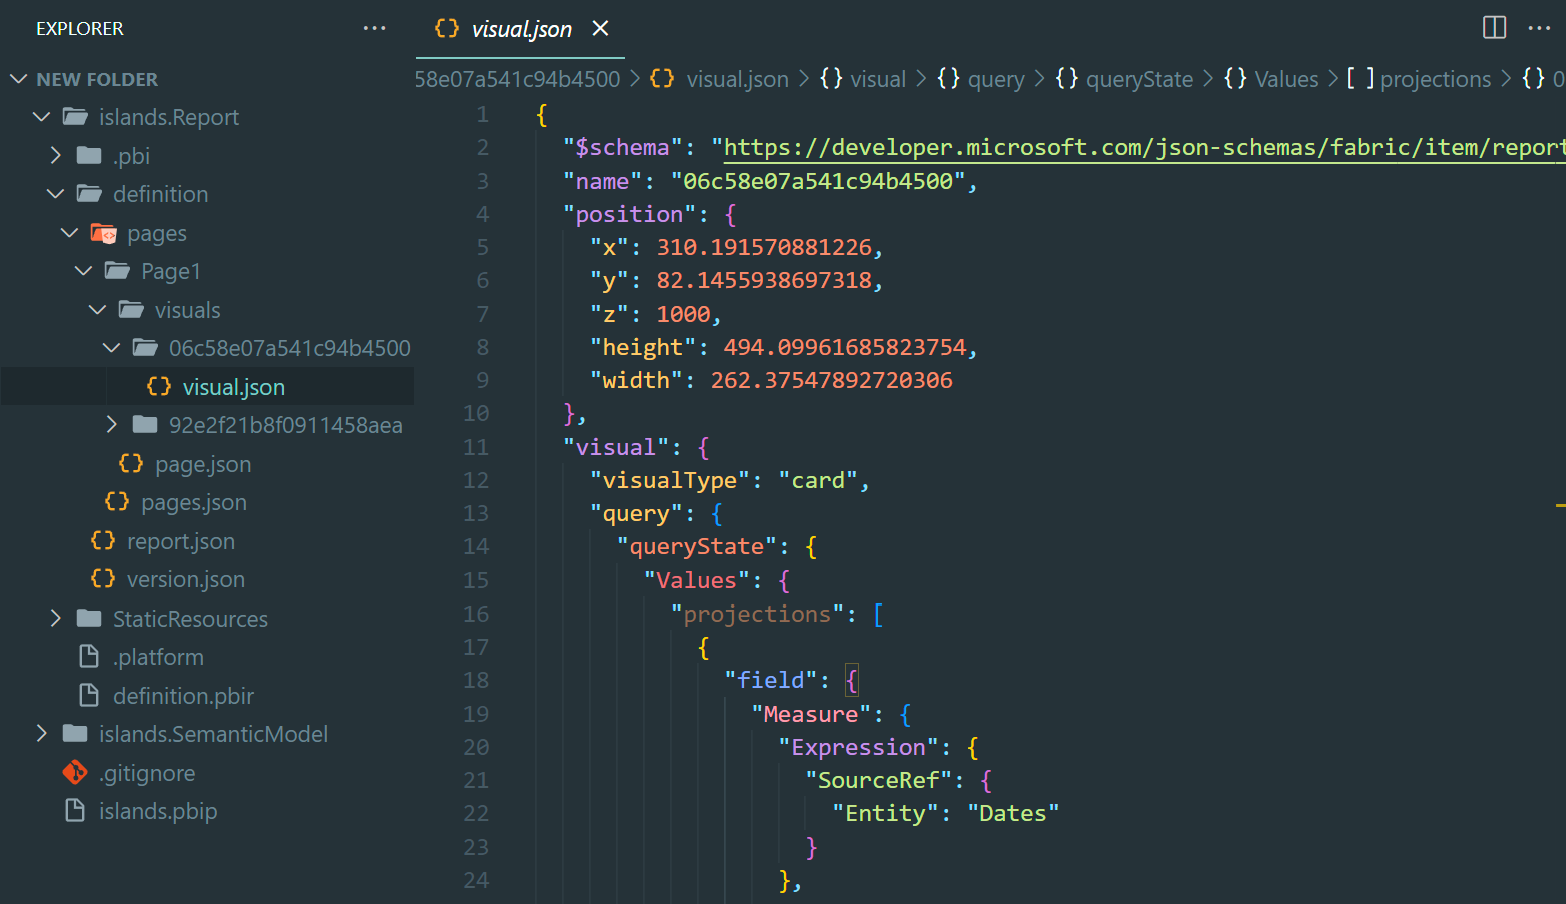 EXPLORER
NEW FOLDER
islands.Report
.pbi
definition
pages
Page1
visuals
06c58e07a541c94b4500
visual.json
92e2f21b8f0911458aea
page.json
pages.json
report.json
version.json
StaticResources
.platform
definition.pbir
islands.SemanticModel
.gitignore
islands.pbip
{} visual.json ×
58e07a541c94b4500 > {} visual.json > {} visual > {} query > {} queryState > {} Values > [ ] projections > {} 0
1 {
2 "$schema": "https://developer.microsoft.com/json-schemas/fabric/item/report
3 "name": "06c58e07a541c94b4500",
4 "position": {
5 "x": 310.191570881226,
6 "y": 82.1455938697318,
7 "z": 1000,
8 "height": 494.09961685823754,
9 "width": 262.37547892720306
10 },
11 "visual": {
12 "visualType": "card",
13 "query": {
14 "queryState": {
15 "Values": {
16 "projections": [
17 {
18 "field": {
19 "Measure": {
20 "Expression": {
21 "SourceRef": {
22 "Entity": "Dates"
23 }
24 },